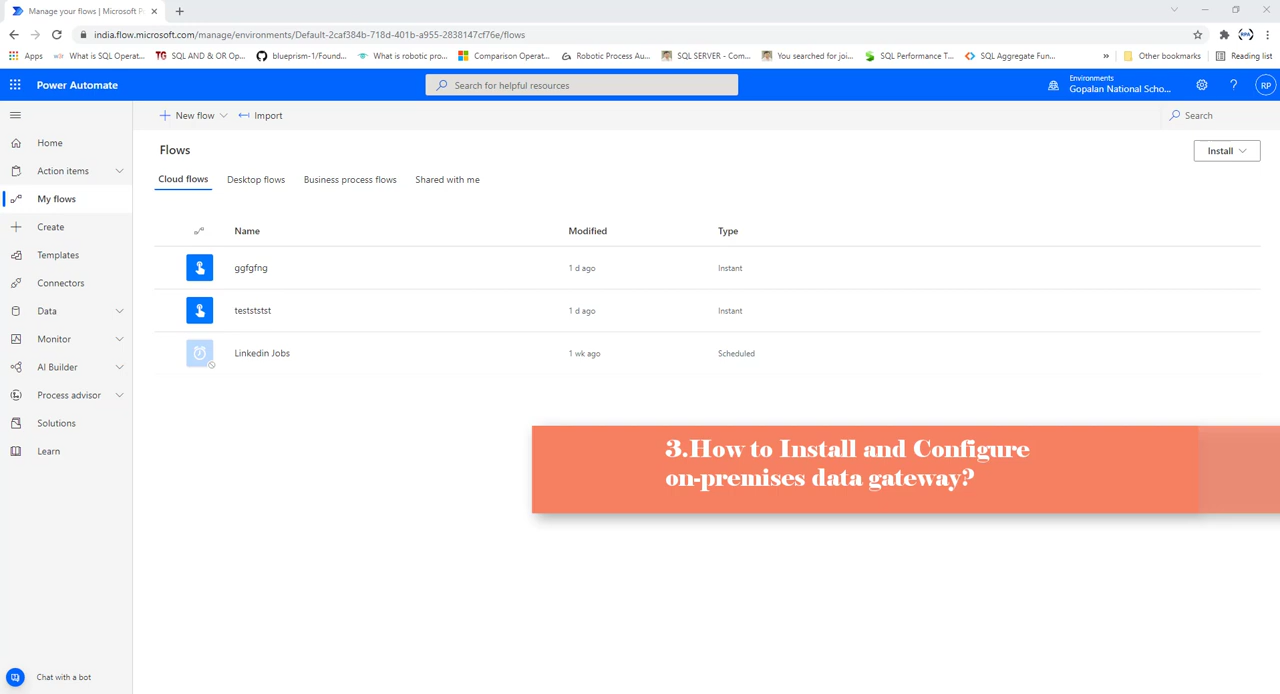 Manage your flows | Microsoft P
india.flow.microsoft.com/manage/environments/Default-2caf384b-718d-401b-a955-2838147cf76e/flows
Apps What is SQL Operat... SQL AND & OR Op... blueprism-1/Found... What is robotic pro... Comparison Operat... Robotic Process Au... SQL SERVER - Com... You searched for joi... SQL Performance T... SQL Aggregate Fun... » Other bookmarks Reading list
Power Automate
Search for helpful resources
Environments
Gopalan National Scho...
? RP
New flow Import Search
Home
Action items
My flows
Create
Templates
Connectors
Data
Monitor
AI Builder
Process advisor
Solutions
Learn
Chat with a bot
Flows
Install
Cloud flows Desktop flows Business process flows Shared with me
Name Modified Type
ggfgfng 1 d ago Instant
testststst 1 d ago Instant
Linkedin Jobs 1 wk ago Scheduled
3.How to Install and Configure
on-premises data gateway?